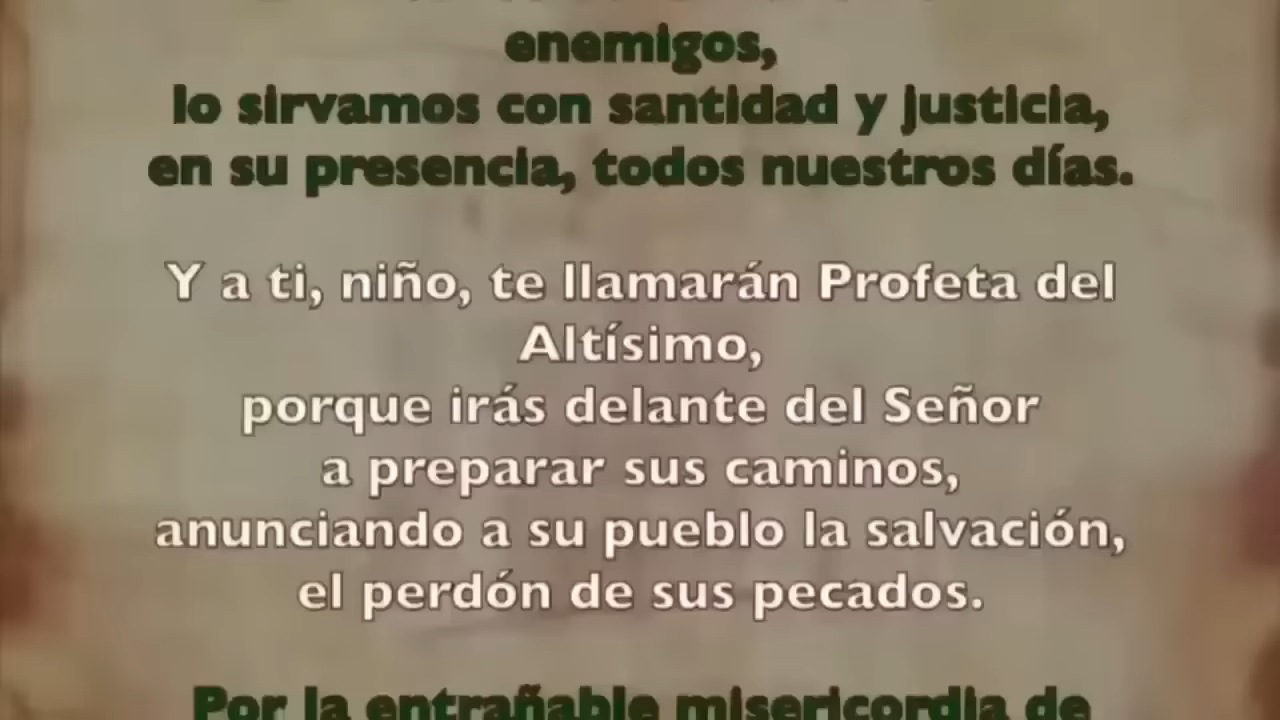 enemigos,
lo sirvamos con santidad y justicia,
en su presencia, todos nuestros días.
Y a ti, niño, te llamarán Profeta del
Altísimo,
porque irás delante del Señor
a preparar sus caminos,
anunciando a su pueblo la salvación,
el perdón de sus pecados.
Por la entrañable misericordia de